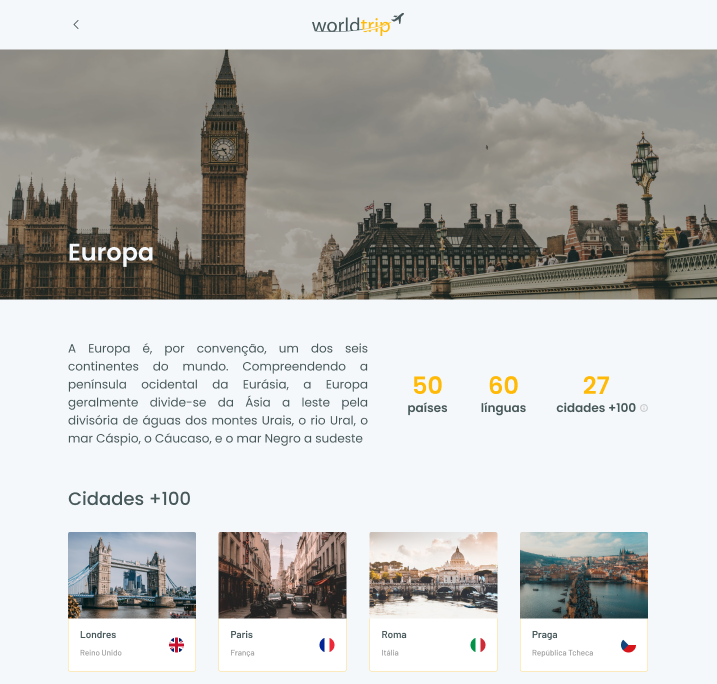 worldtrip
Europa
A Europa é, por convenção, um dos seis
continentes do mundo. Compreendendo a
península ocidental da Eurásia, a Europa
geralmente divide-se da Ásia a leste pela
divisória de águas dos montes Urais, o rio Ural, o
mar Cáspio, o Cáucaso, e o mar Negro a sudeste
50
países
60
línguas
27
cidades +100
Cidades +100
Londres
Reino Unido
Paris
França
Roma
Itália
Praga
República Tcheca